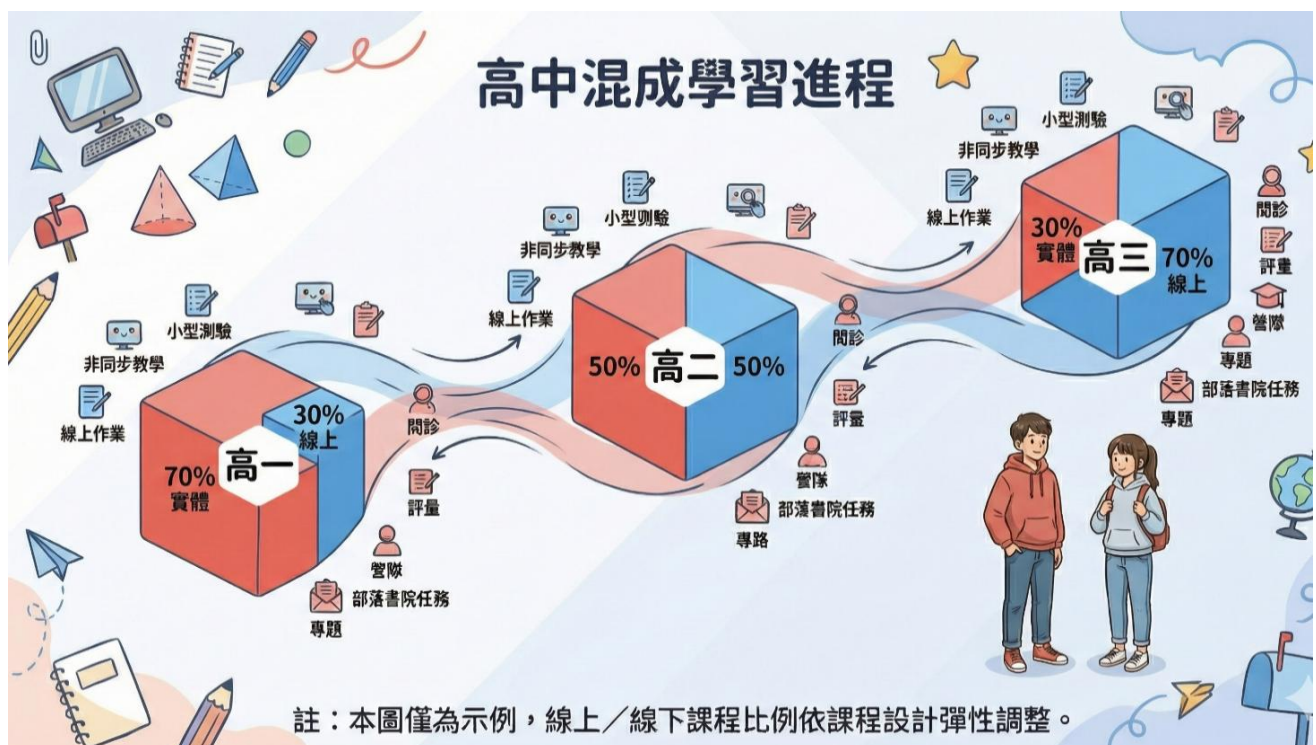 高中混成學習進程
線上作業
非同步教學
小型測驗
70%
實體
高一
30%
線上
問診
評量
營隊
部落書院任務
專題
線上作業
非同步教學
小型测驗
50%
高二
50%
問診
評量
營隊
部落書院任務
專路
線上作業
非同步教學
小型測驗
30%
實體
高三
70%
線上
問診
評重
營隊
專題
部落書院任務
專題
註：本圖僅為示例，線上／線下課程比例依課程設計彈性調整。